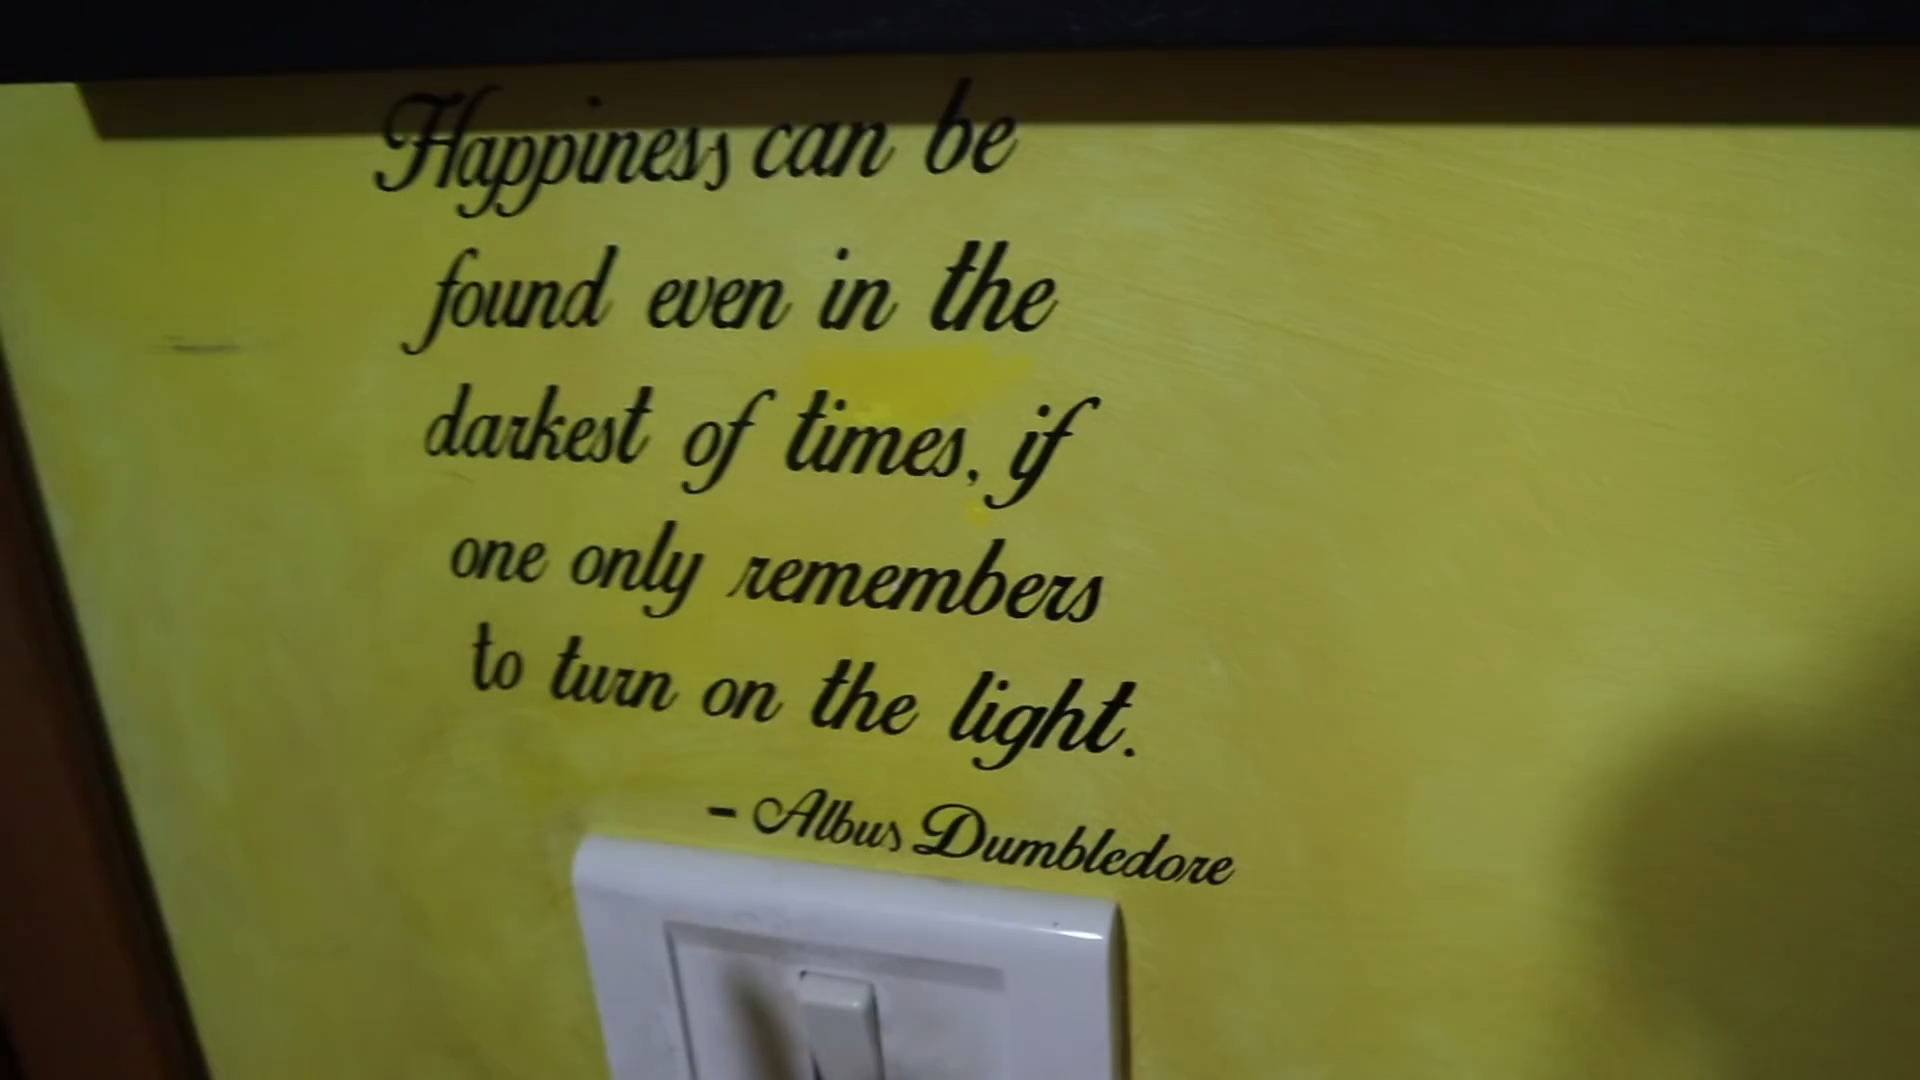 Happiness can be
found even in the
darkest of times, if
one only remembers
to turn on the light.
- Albus Dumbledore